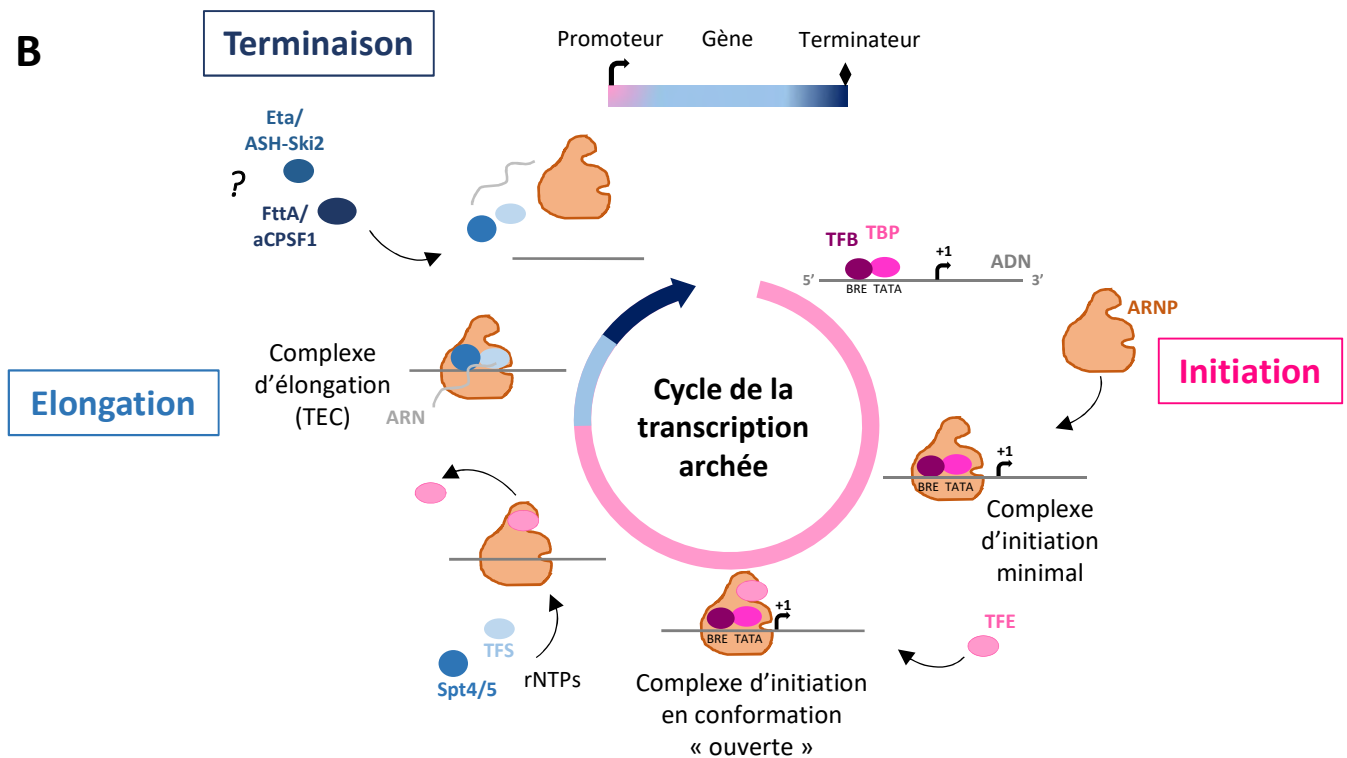 B
Terminaison
Promoteur Gène Terminateur
Eta/
ASH-Ski2
?
FttA/
aCPSF1
TFB TBP
+1
ADN
5’ 3’
BRE TATA
ARNP
Initiation
+1
BRE TATA
Complexe
d’initiation
minimal
TFE
+1
BRE TATA
Complexe d’initiation
en conformation
« ouverte »
rNTPs
TFS
Spt4/5
Elongation
Complexe
d’élongation
(TEC)
ARN
Cycle de la
transcription
archée